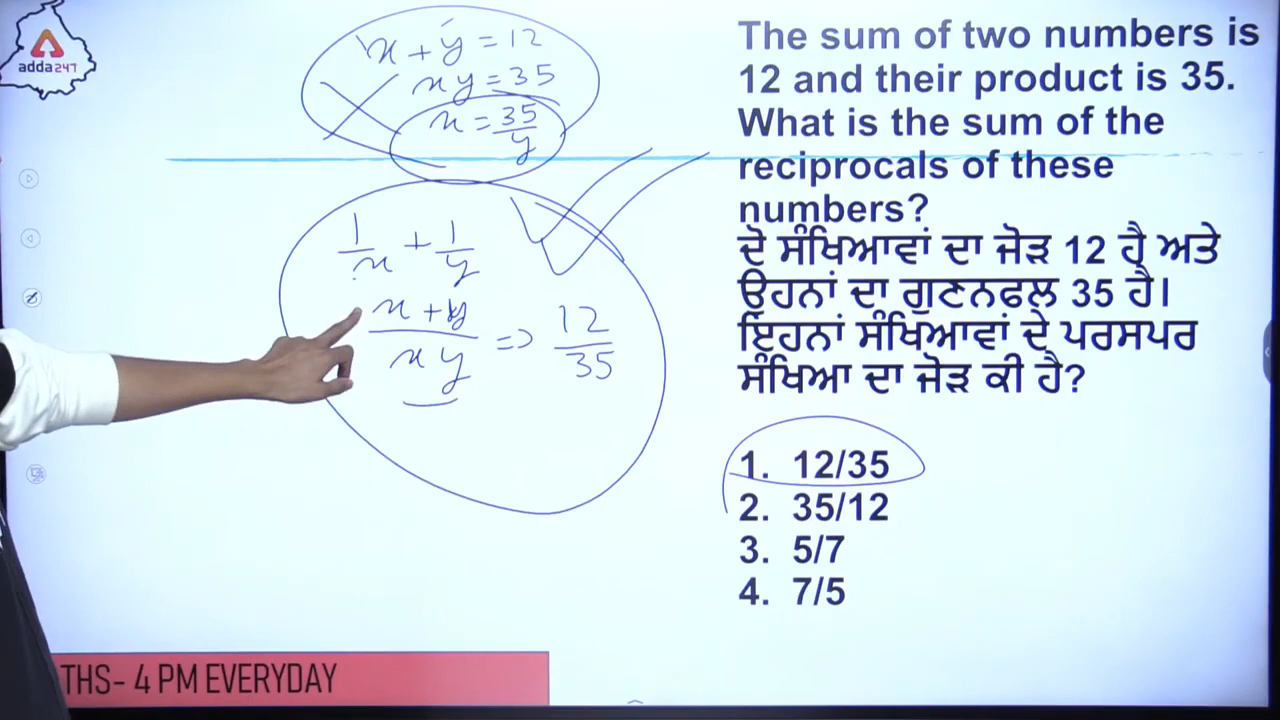 adda247
x + y = 12
xy = 35
x = 35/y
1/x + 1/y
x + y / xy => 12/35
The sum of two numbers is
12 and their product is 35.
What is the sum of the
reciprocals of these
numbers?
ਦੋ ਸੰਖਿਆਵਾਂ ਦਾ ਜੋੜ 12 ਹੈ ਅਤੇ
ਉਹਨਾਂ ਦਾ ਗੁਣਨਫਲ 35 ਹੈ।
ਇਹਨਾਂ ਸੰਖਿਆਵਾਂ ਦੇ ਪਰਸਪਰ
ਸੰਖਿਆ ਦਾ ਜੋੜ ਕੀ ਹੈ?
1. 12/35
2. 35/12
3. 5/7
4. 7/5
THS- 4 PM EVERYDAY